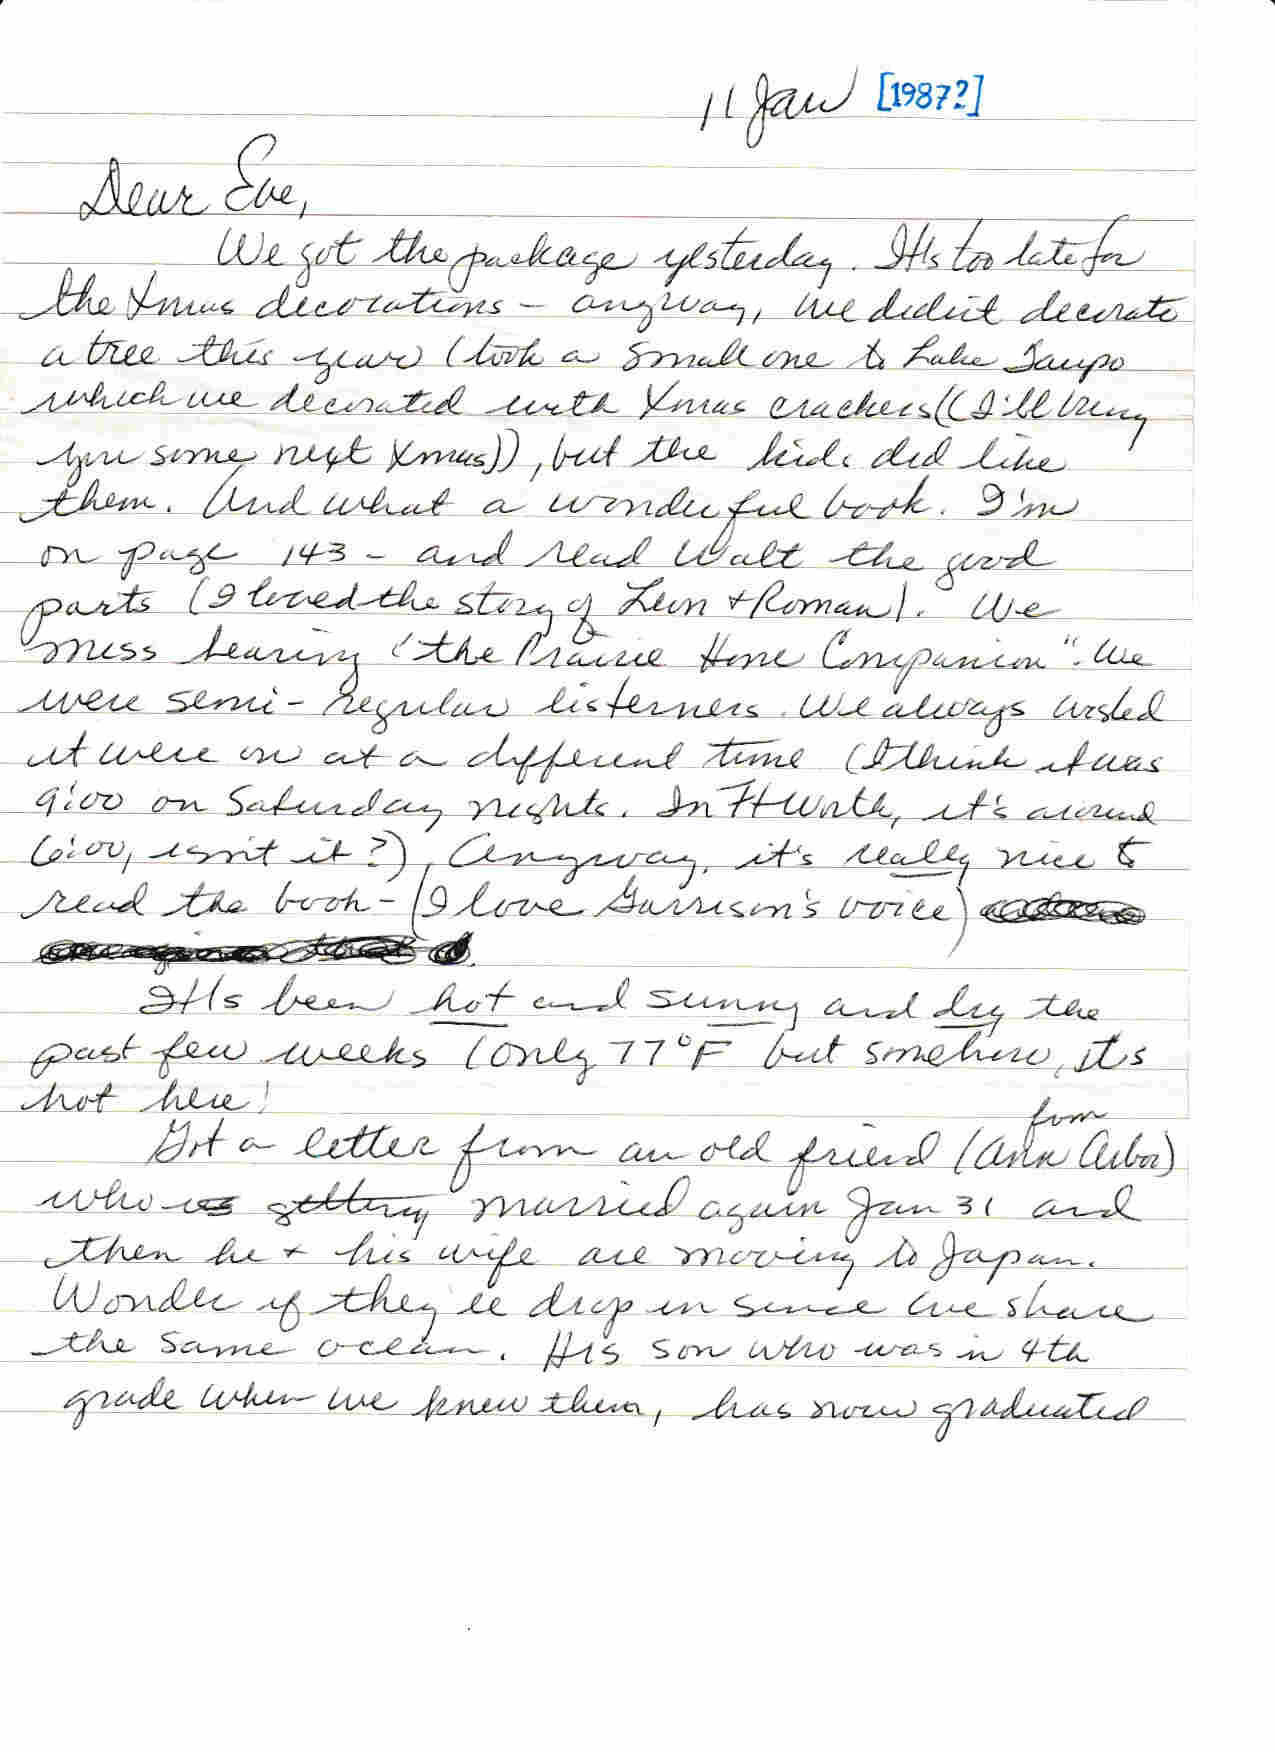 11 Jan [1987?]
Dear Eve,
We got the package yesterday. It's too late for
the Xmas decorations - anyway, we didn't decorate
a tree this year (took a small one to Lake Taupo
which we decorated with Xmas crackers ((I'll bring
you some next Xmas)), but the kids did like
them. And what a wonderful book. I'm
on page 143 - and read Walt the good
parts (I loved the story of Leon + Roman). We
miss hearing "the Prairie Home Companion". We
were semi-regular listerners. We always wished
it were on at a different time (I think it was
9:00 on Saturday nights. In Ft Worth, it's around
6:00, isn't it?). Anyway, it's really nice to
read the book - (I love Garrison's voice)
It's been hot and sunny and dry the
past few weeks (only 77°F but somehow, it's
hot here!
Got a letter from an old friend (from Ann Arbor)
who is getting married again Jan 31 and
then he + his wife are moving to Japan.
Wonder if they'll drop in since we share
the same ocean. His son who was in 4th
grade when we knew them, has now graduated